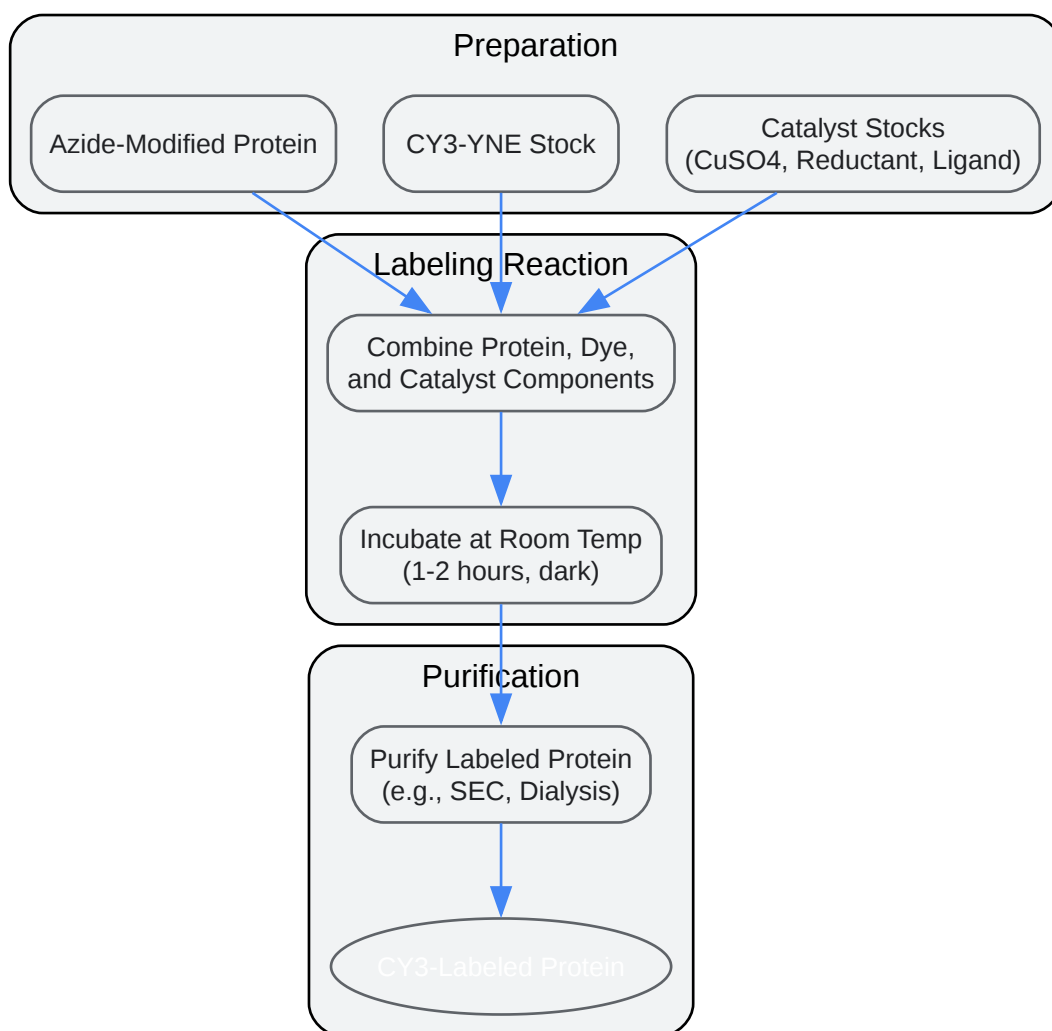 Preparation
Azide-Modified Protein
CY3-YNE Stock
Catalyst Stocks
(CuSO4, Reductant, Ligand)
Labeling Reaction
Combine Protein, Dye,
and Catalyst Components
Incubate at Room Temp
(1-2 hours, dark)
Purification
Purify Labeled Protein
(e.g., SEC, Dialysis)
CY3-Labeled Protein